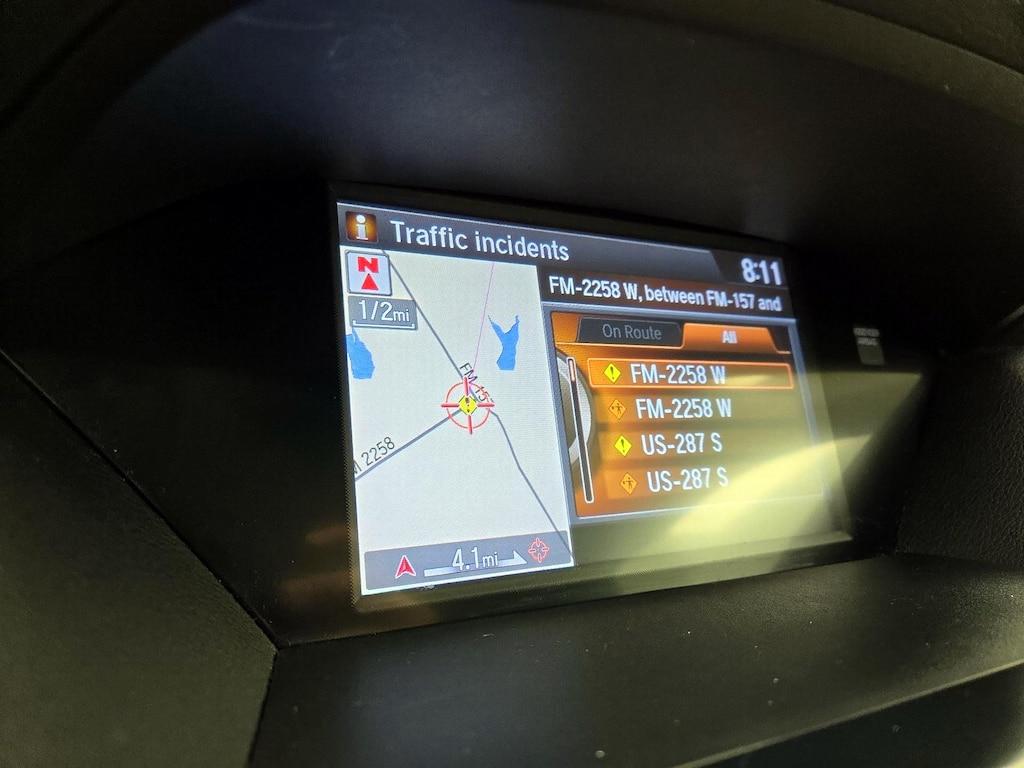 Traffic incidents
8:11
N
1/2mi
FM-2258 W, between FM-157 and
On Route
All
FM-2258 W
FM-2258 W
US-287 S
US-287 S
2258
4.1mi